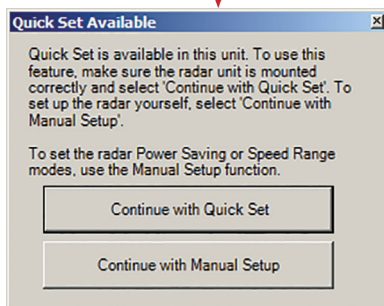 Quick Set Available
Quick Set is available in this unit. To use this
feature, make sure the radar unit is mounted
correctly and select 'Continue with Quick Set'. To
set up the radar yourself, select 'Continue with
Manual Setup'.
To set the radar Power Saving or Speed Range
modes, use the Manual Setup function.
Continue with Quick Set
Continue with Manual Setup